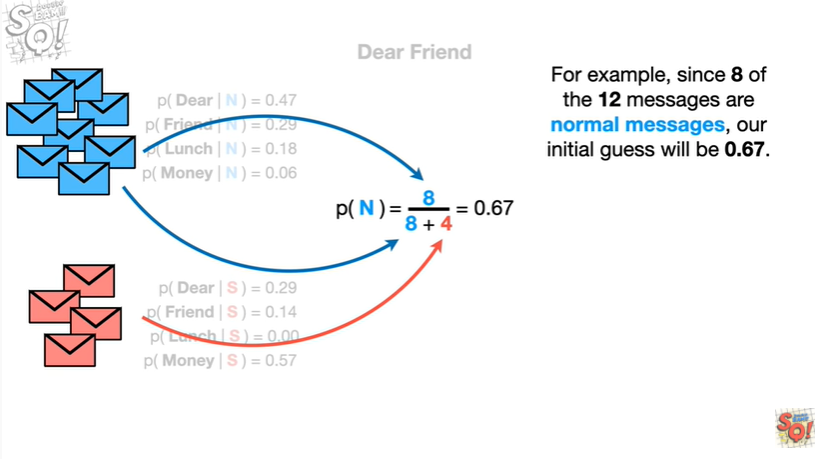 Dear Friend
For example, since 8 of
the 12 messages are
normal messages, our
initial guess will be 0.67.
p( Dear | N ) = 0.47
p( Friend | N ) = 0.29
p( Lunch | N ) = 0.18
p( Money | N ) = 0.06
p( N ) = 8 / 8 + 4 = 0.67
p( Dear | S ) = 0.29
p( Friend | S ) = 0.14
p( Lunch | S ) = 0.00
p( Money | S ) = 0.57
SQ!